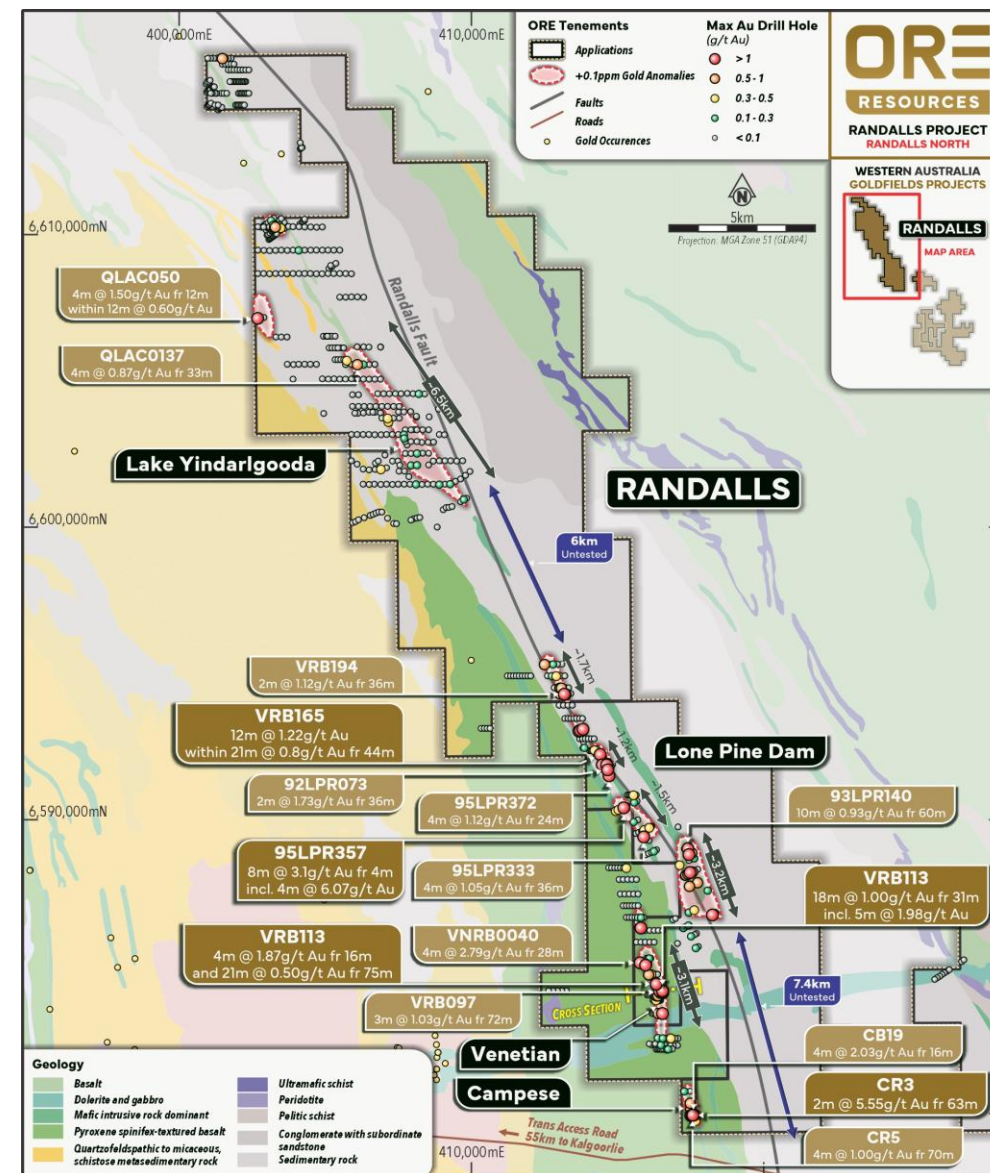 400,000mE
410,000mE
ORE Tenements
Applications
+0.1ppm Gold Anomalies
Faults
Roads
Gold Occurences
Max Au Drill Hole
(g/t Au)
> 1
0.5 - 1
0.3 - 0.5
0.1 - 0.3
< 0.1
ORE
RESOURCES
RANDALLS PROJECT
RANDALLS NORTH
WESTERN AUSTRALIA
GOLDFIELDS PROJECTS
RANDALLS
MAP AREA
N
5km
Projection: MGA Zone 51 (GDA94)
6,610,000mN
QLAC050
4m @ 1.50g/t Au fr 12m
within 12m @ 0.60g/t Au
Randalls Fault
QLAC0137
4m @ 0.87g/t Au fr 33m
~6.5km
Lake Yindarlgooda
RANDALLS
6,600,000mN
6km
Untested
VRB194
2m @ 1.12g/t Au fr 36m
~1.7km
VRB165
12m @ 1.22g/t Au
within 21m @ 0.8g/t Au fr 44m
~1.2km
Lone Pine Dam
92LPR073
2m @ 1.73g/t Au fr 36m
~1.5km
6,590,000mN
95LPR372
4m @ 1.12g/t Au fr 24m
93LPR140
10m @ 0.93g/t Au fr 60m
95LPR357
8m @ 3.1g/t Au fr 4m
incl. 4m @ 6.07g/t Au
95LPR333
4m @ 1.05g/t Au fr 36m
~3.2km
VRB113
18m @ 1.00g/t Au fr 31m
incl. 5m @ 1.98g/t Au
VRB113
4m @ 1.87g/t Au fr 16m
and 21m @ 0.50g/t Au fr 75m
VNRB0040
4m @ 2.79g/t Au fr 28m
~3.1km
7.4km
Untested
VRB097
3m @ 1.03g/t Au fr 72m
CROSS SECTION
Venetian
CB19
4m @ 2.03g/t Au fr 16m
Campese
CR3
2m @ 5.55g/t Au fr 63m
CR5
4m @ 1.00g/t Au fr 70m
Trans Access Road
55km to Kalgoorlie
410,000mE
Geology
Basalt
Dolerite and gabbro
Mafic intrusive rock dominant
Pyroxene spinifex-textured basalt
Quartzofeldspathic to micaceous,
schistose metasedimentary rock
Ultramafic schist
Peridotite
Pelitic schist
Conglomerate with subordinate
sandstone
Sedimentary rock